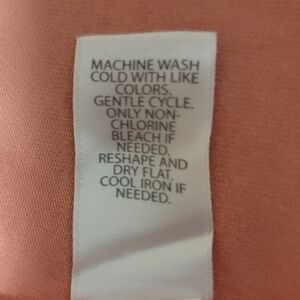 MACHINE WASH
COLD WITH LIKE
COLORS.
GENTLE CYCLE.
ONLY NON-
CHLORINE
BLEACH IF
NEEDED.
RESHAPE AND
DRY FLAT.
COOL IRON IF
NEEDED.